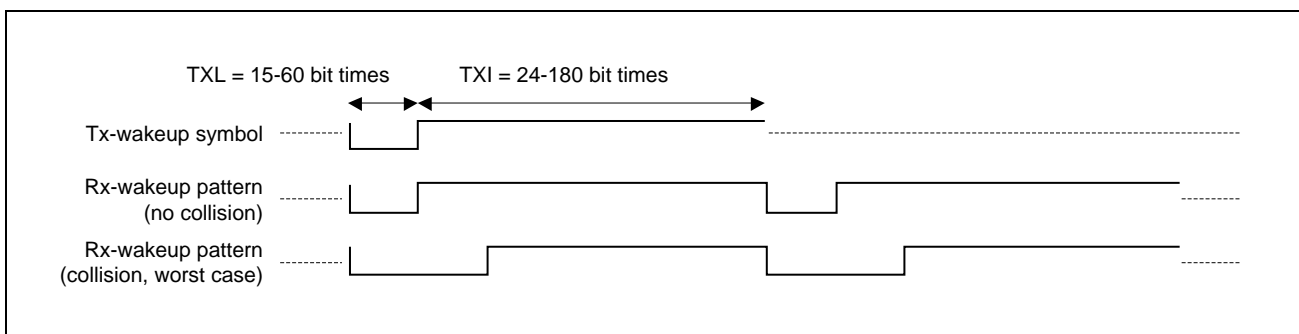 TXL = 15-60 bit times
TXI = 24-180 bit times
Tx-wakeup symbol
Rx-wakeup pattern
(no collision)
Rx-wakeup pattern
(collision, worst case)